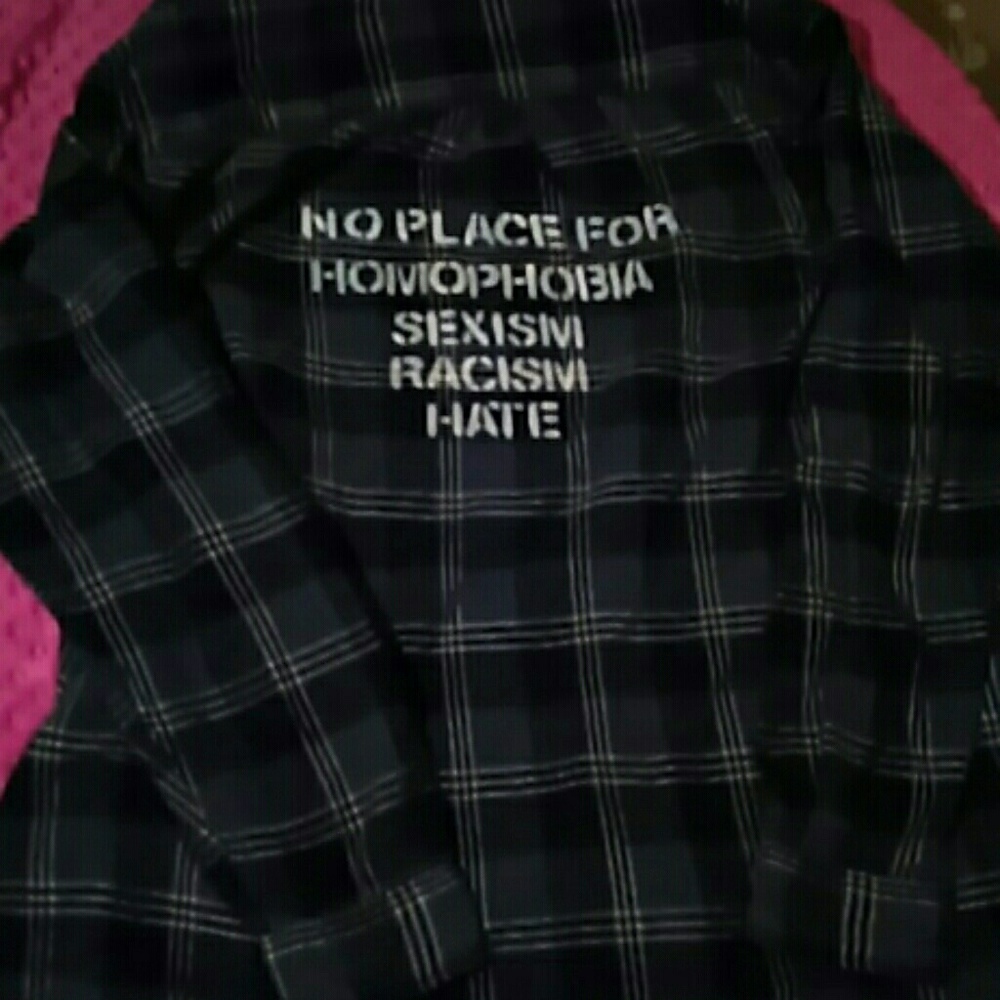 NO PLACE FOR
HOMOPHOBIA
SEXISM
RACISM
HATE